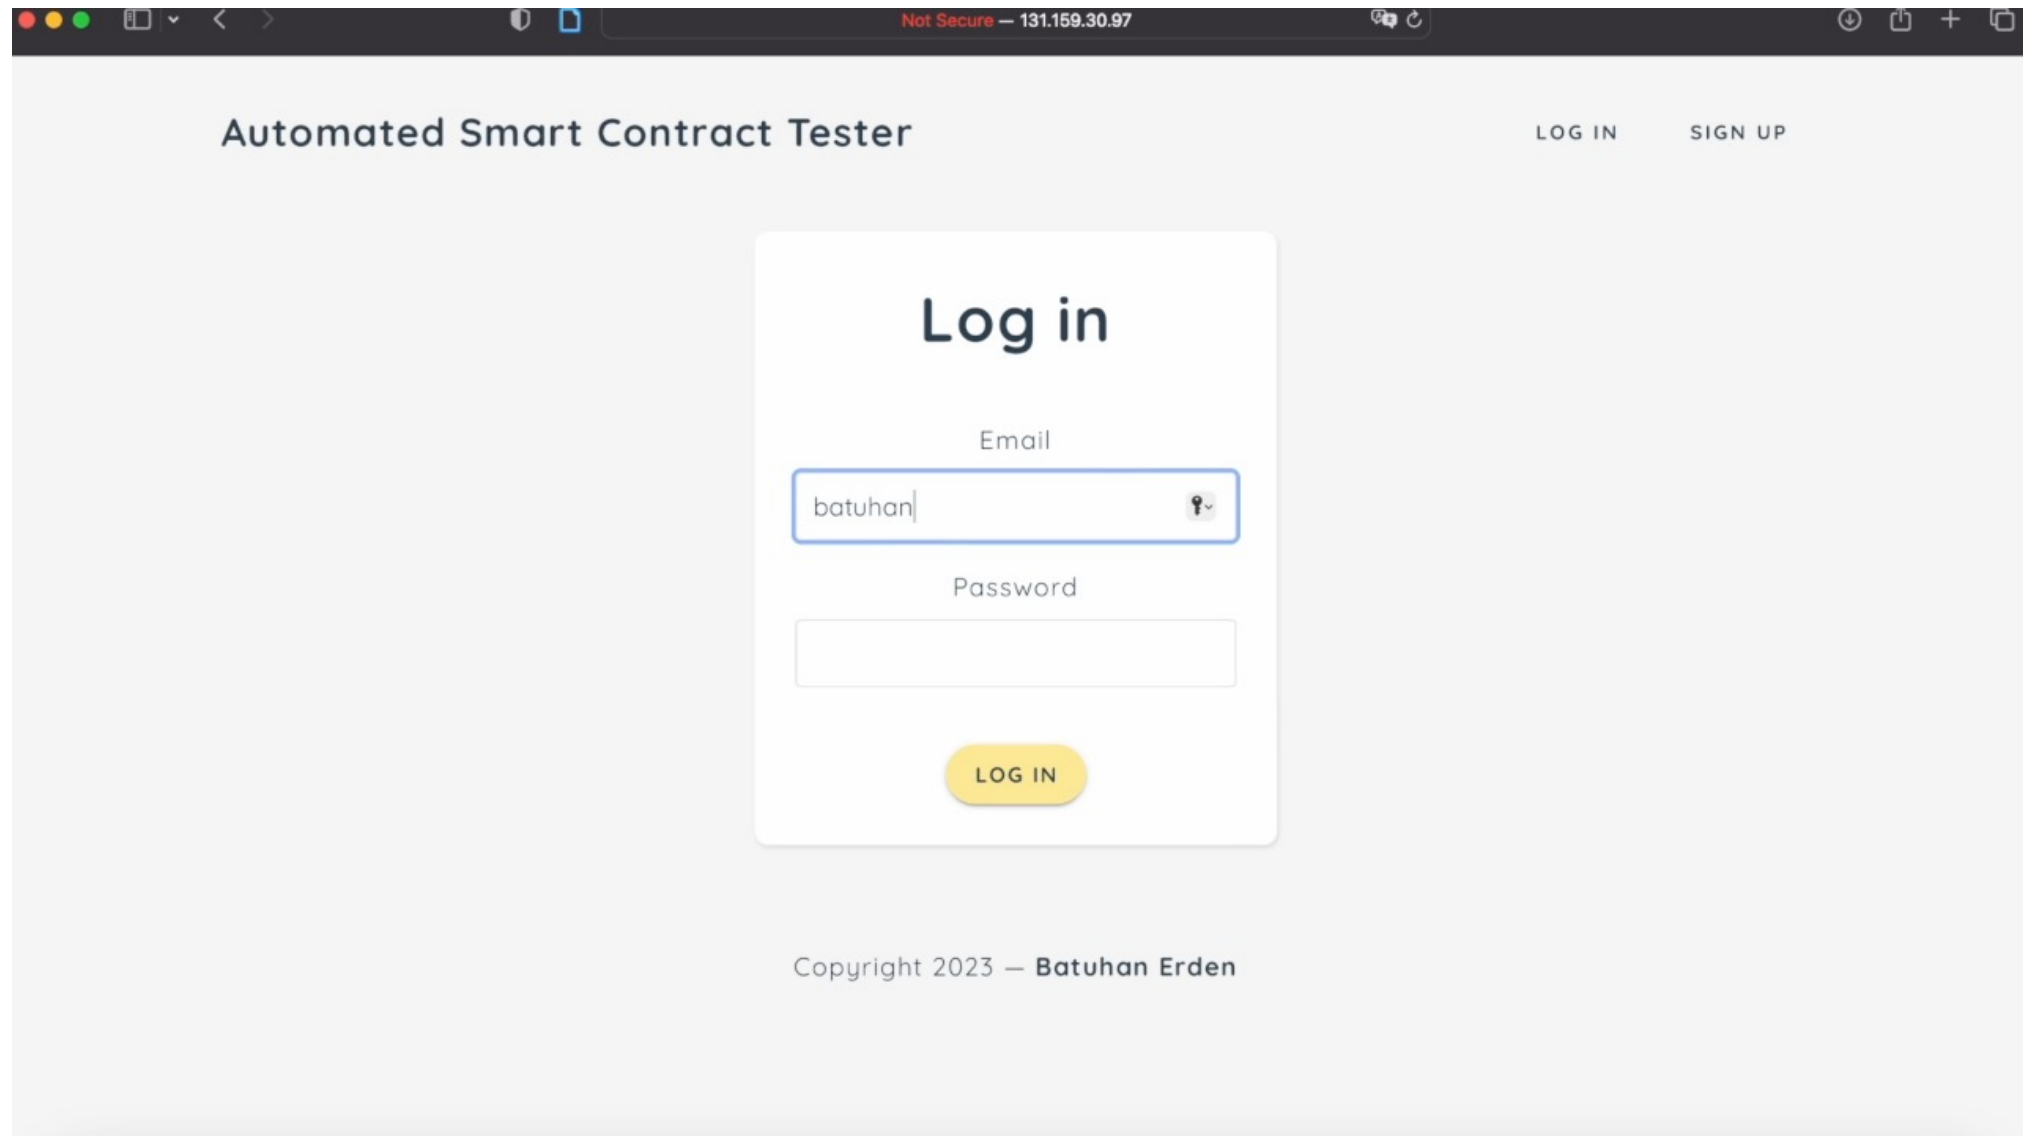 Not Secure — 131.159.30.97
Automated Smart Contract Tester
LOG IN SIGN UP
Log in
Email
batuhan
Password
LOG IN
Copyright 2023 — Batuhan Erden